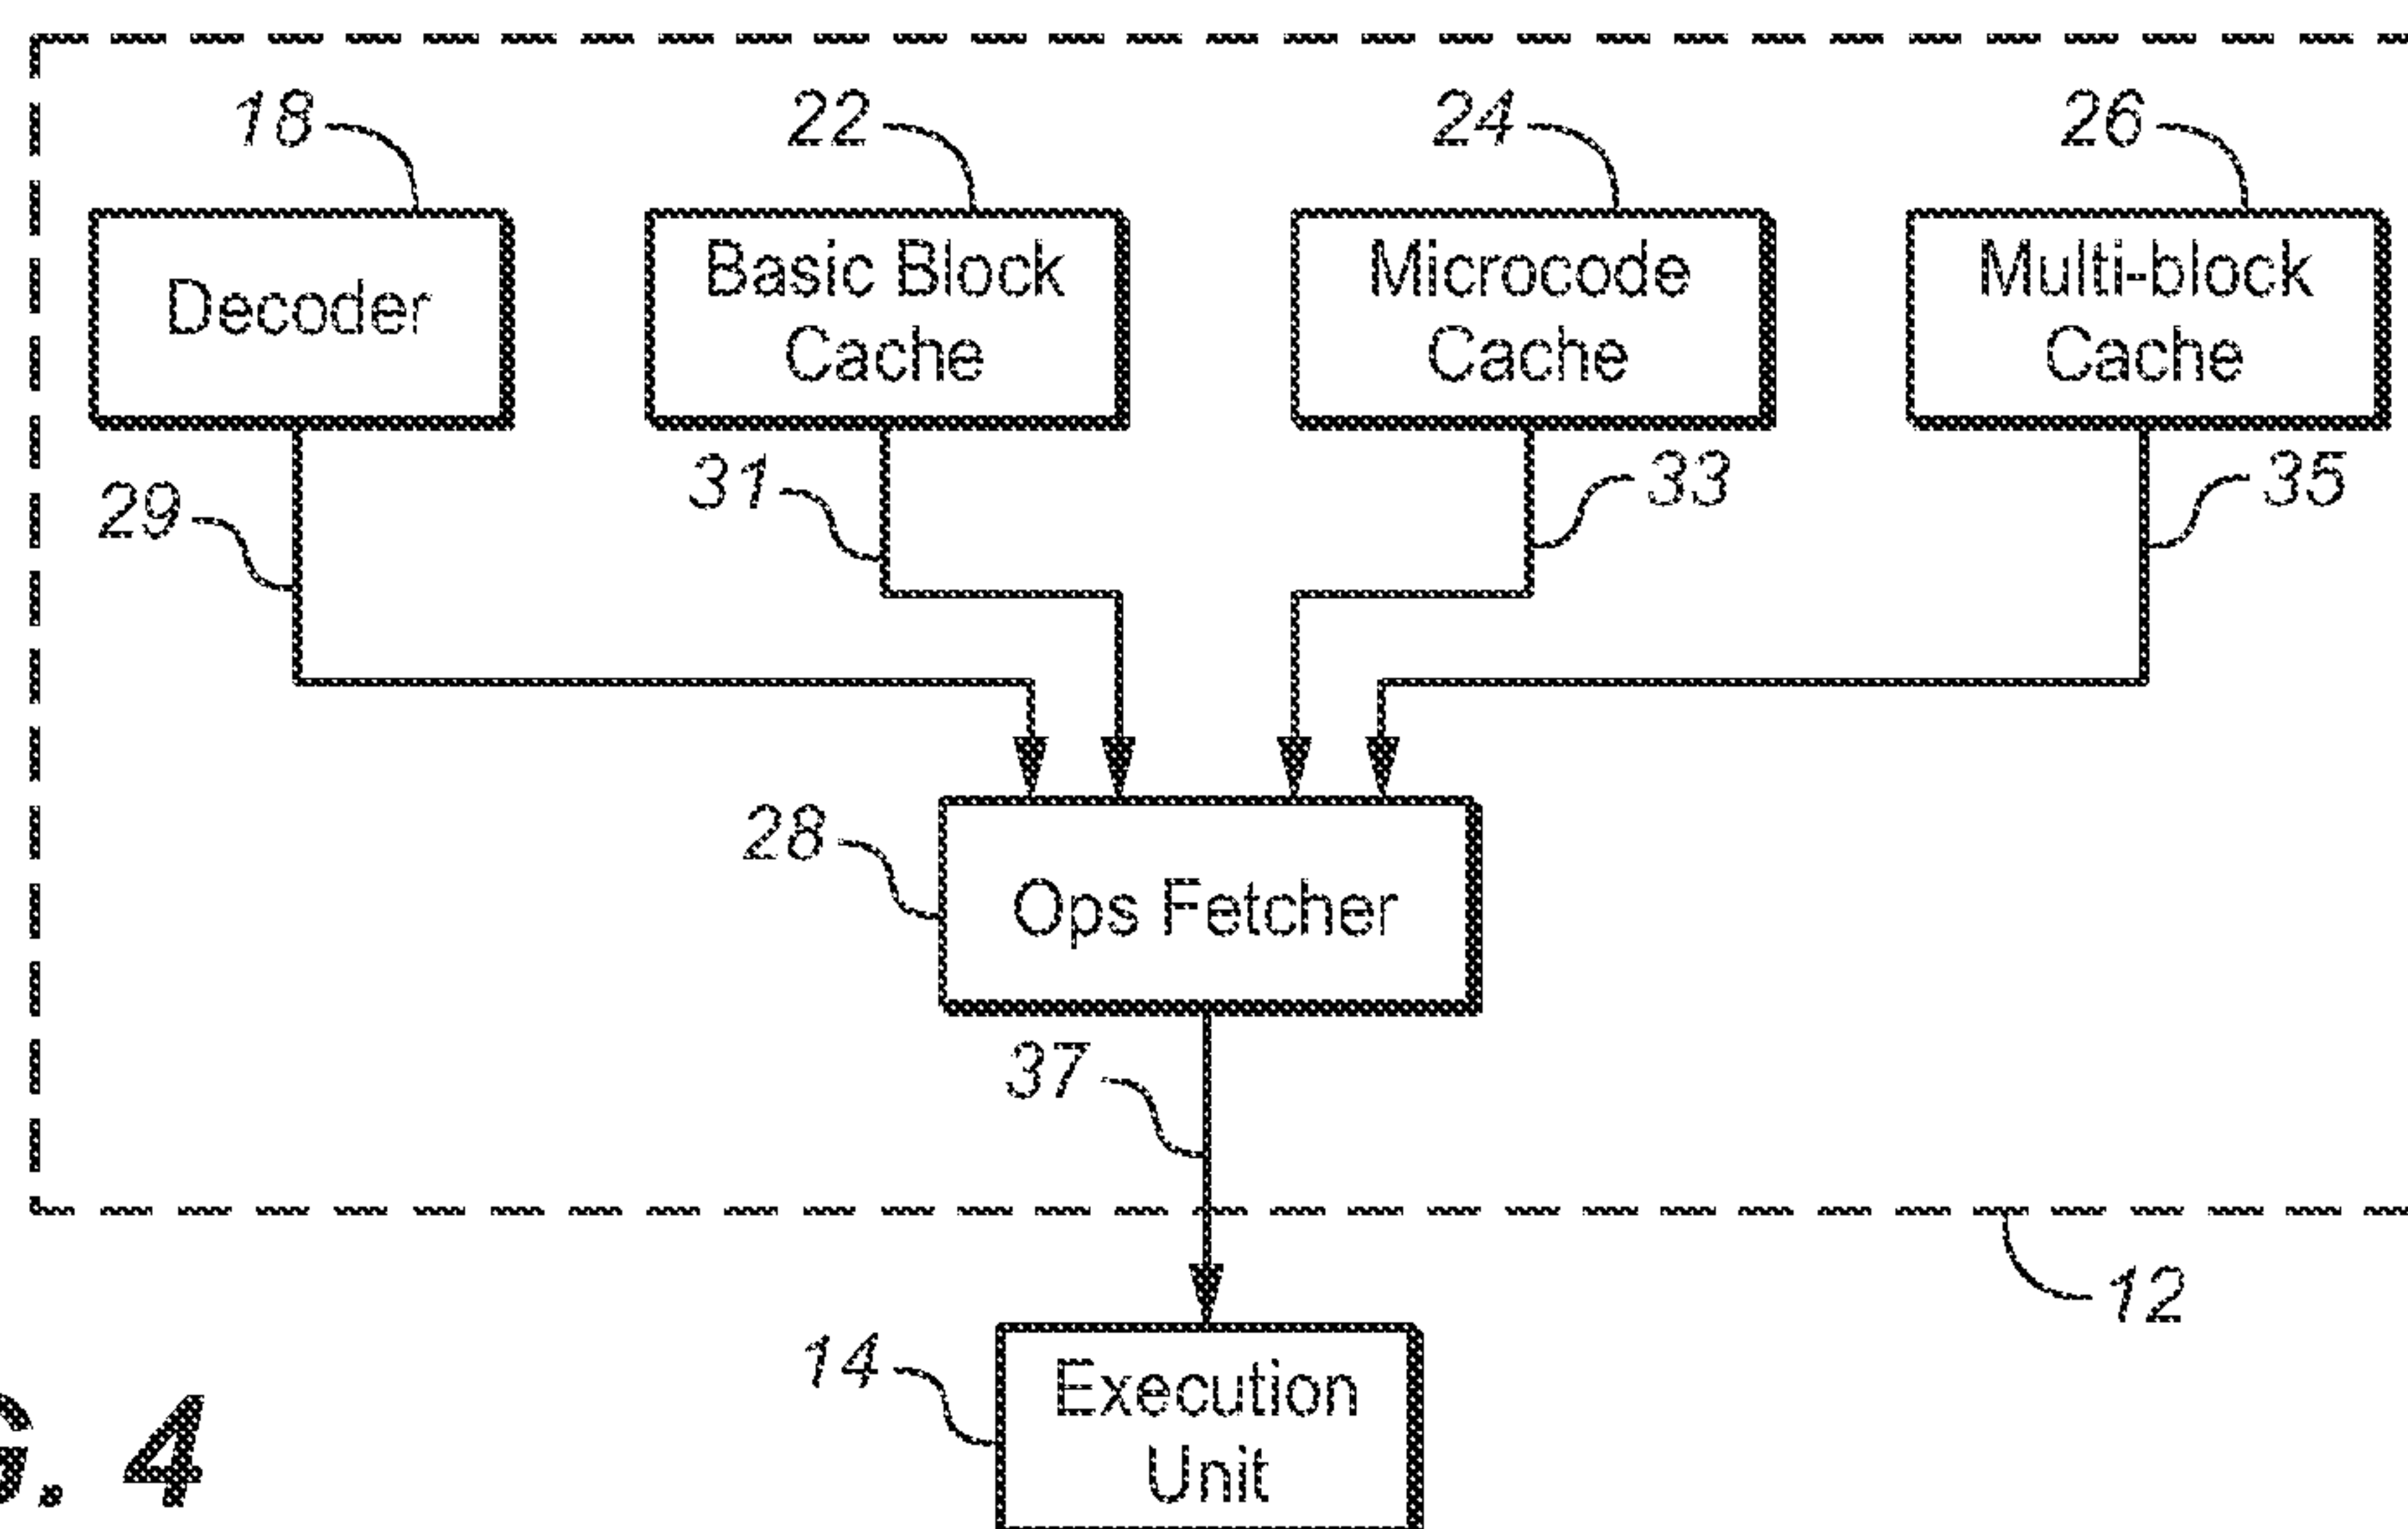 18 22 24 26
Decoder
Basic Block
Cache
Microcode
Cache
Multi-block
Cache
29 31 33 35
28
Ops Fetcher
37
12
14
Execution
Unit
G. 4